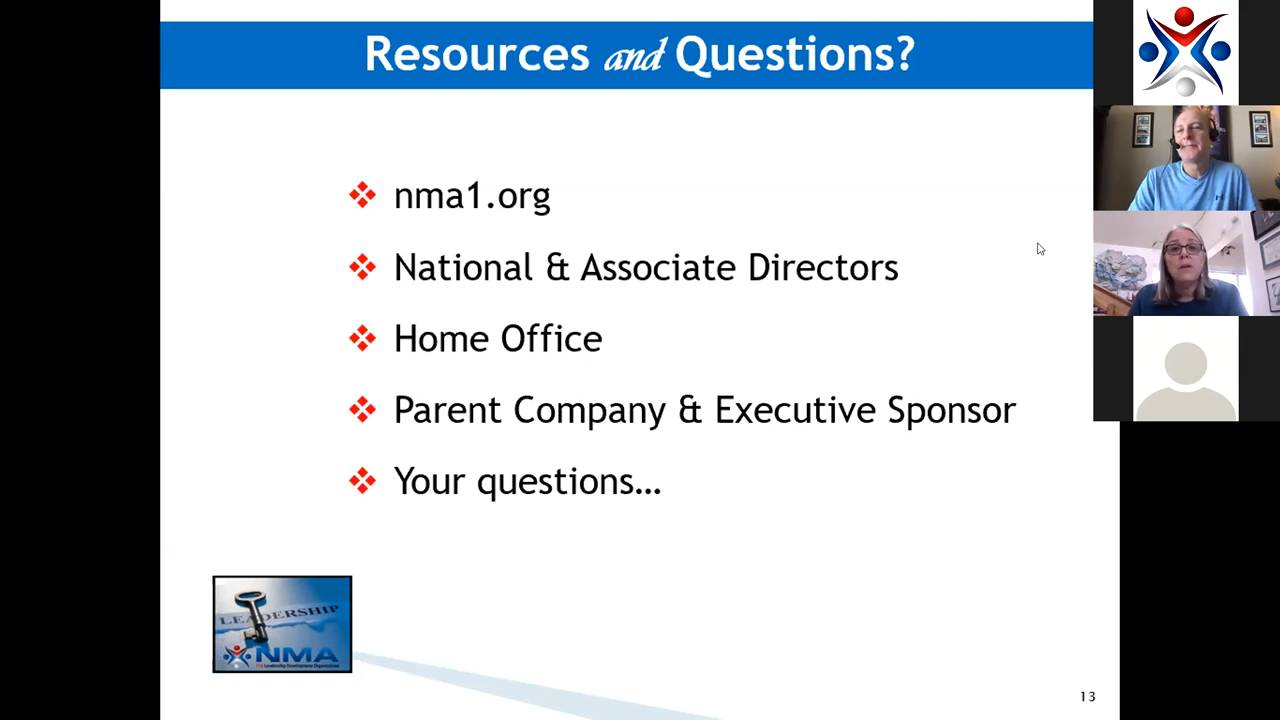 Resources and Questions?
nma1.org
National & Associate Directors
Home Office
Parent Company & Executive Sponsor
Your questions…
LEADERSHIP
NMA
THE Leadership Development Organization
13